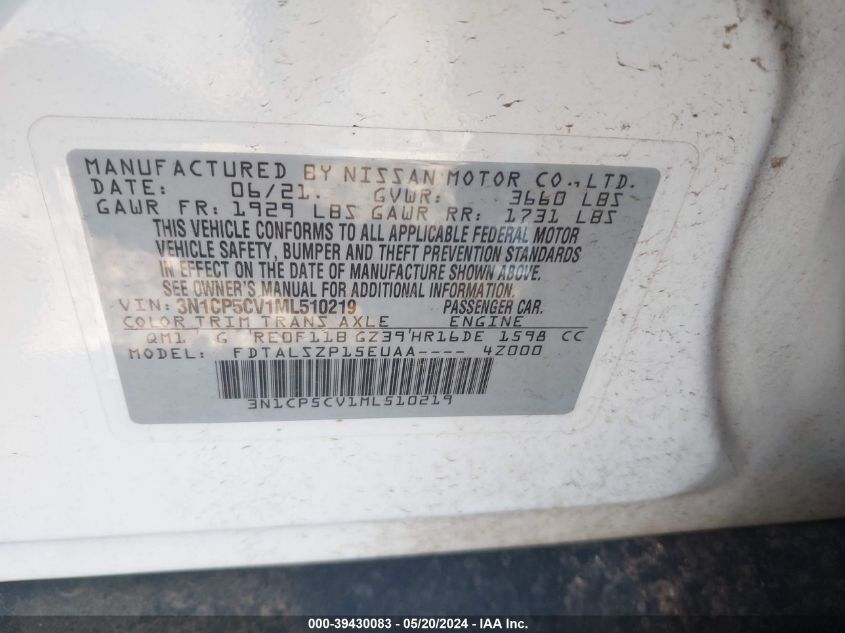 MANUFACTURED BY NISSAN MOTOR CO., LTD.
DATE: 06/21. GVWR: 3660 LBS
GAWR FR: 1929 LBS GAWR RR: 1731 LBS
THIS VEHICLE CONFORMS TO ALL APPLICABLE FEDERAL MOTOR
VEHICLE SAFETY, BUMPER AND THEFT PREVENTION STANDARDS
IN EFFECT ON THE DATE OF MANUFACTURE SHOWN ABOVE.
SEE OWNER'S MANUAL FOR ADDITIONAL INFORMATION.
VIN: 3N1CP5CV1ML510219 PASSENGER CAR.
COLOR TRIM TRANS AXLE ENGINE
QM1 G RE0F11B GZ39 HR16DE 1598 CC
MODEL: FDTALSZP15EUAA---- 4Z000
3N1CP5CV1ML510219
000-39430083 - 05/20/2024 - IAA Inc.